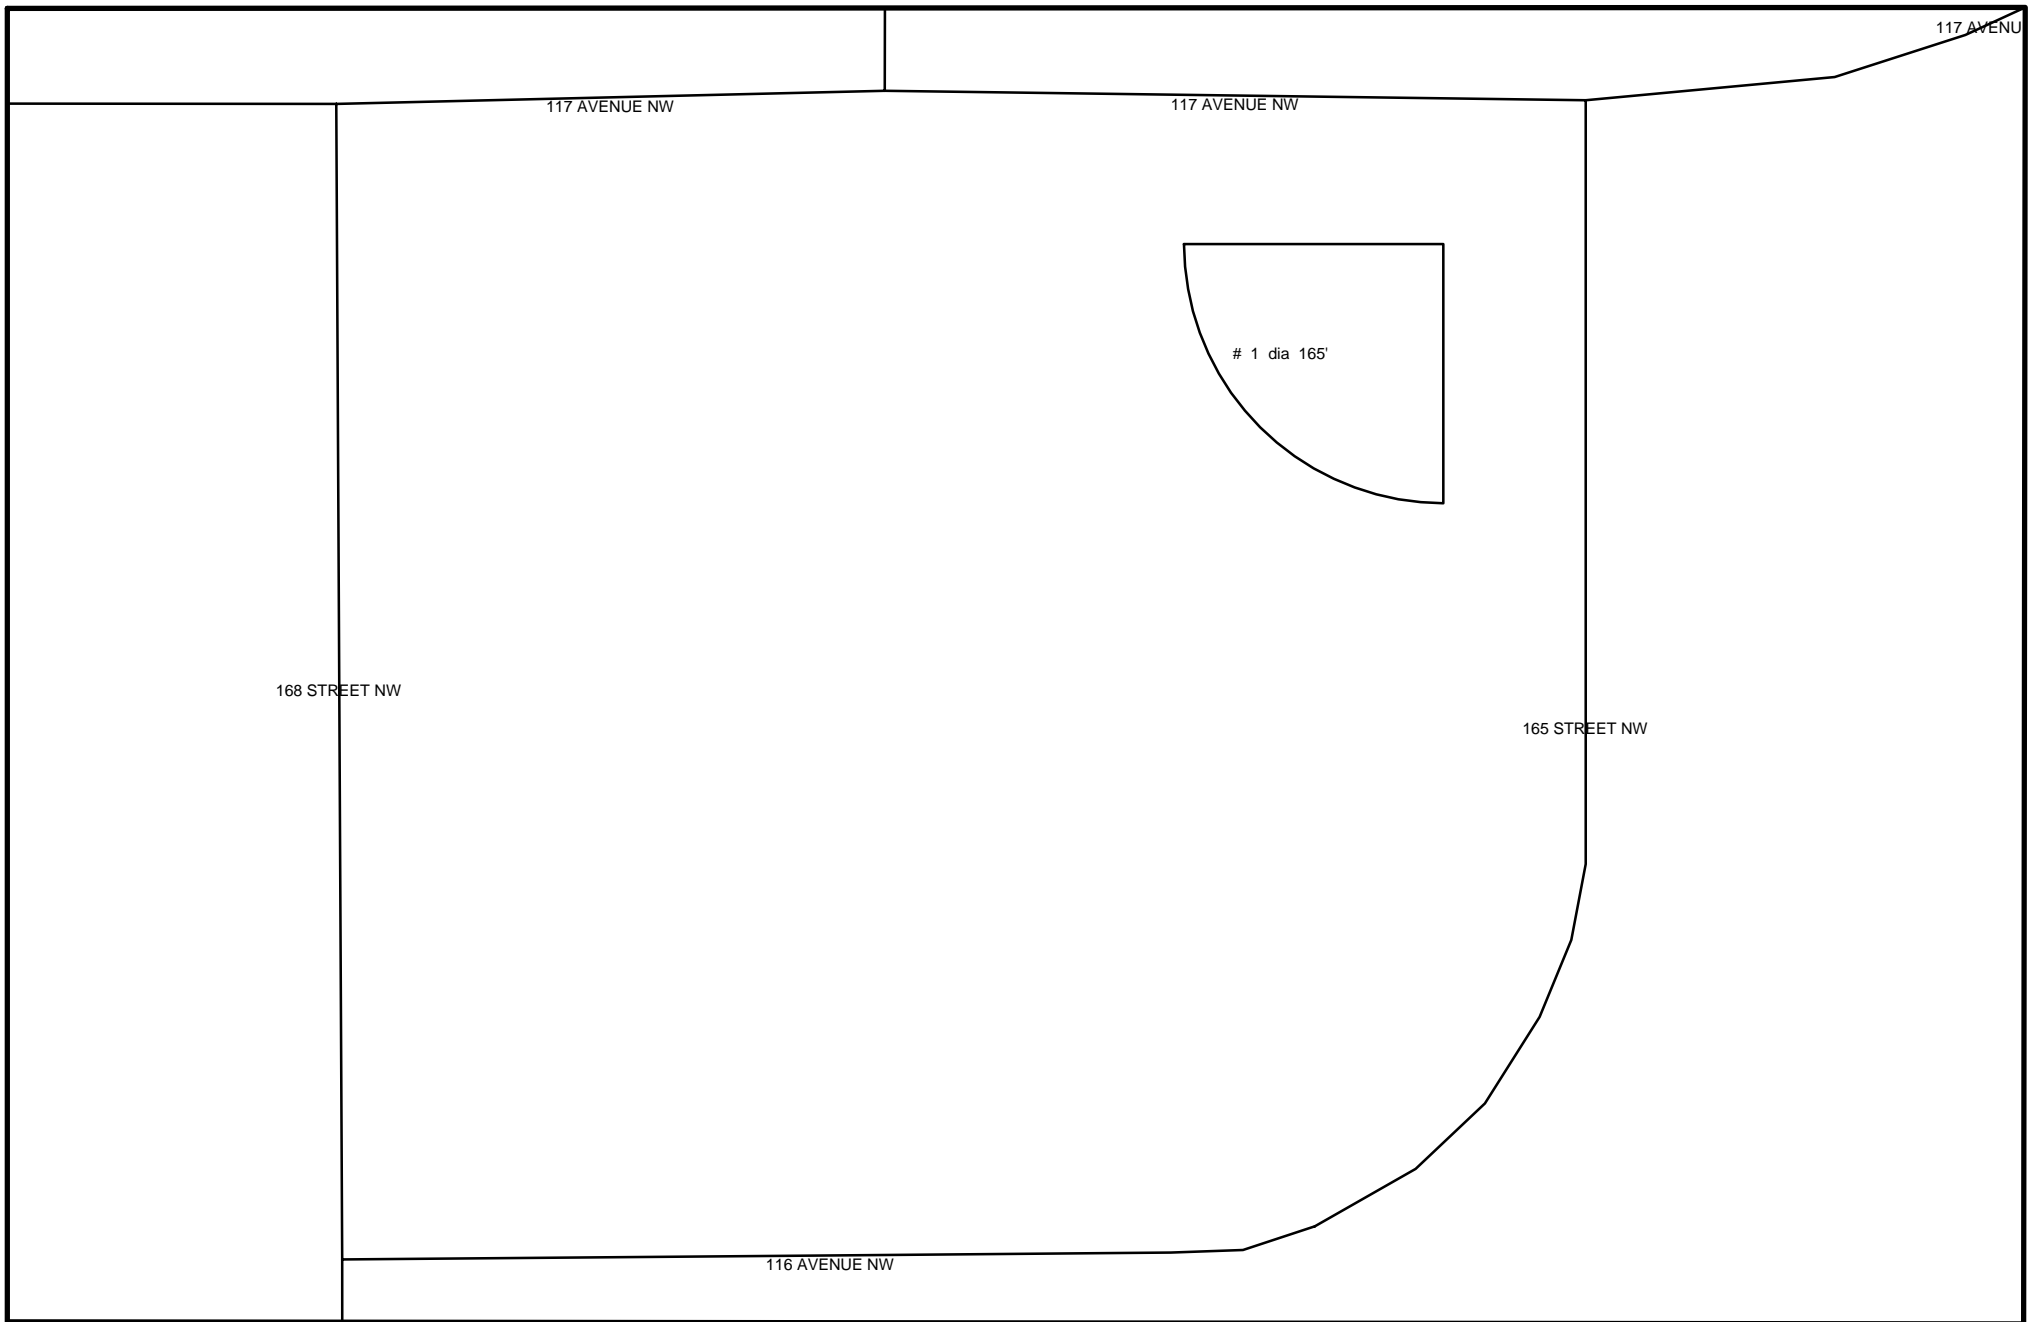 117 AVENU
117 AVENUE NW
117 AVENUE NW
# 1 dia 165'
168 STREET NW
165 STREET NW
116 AVENUE NW